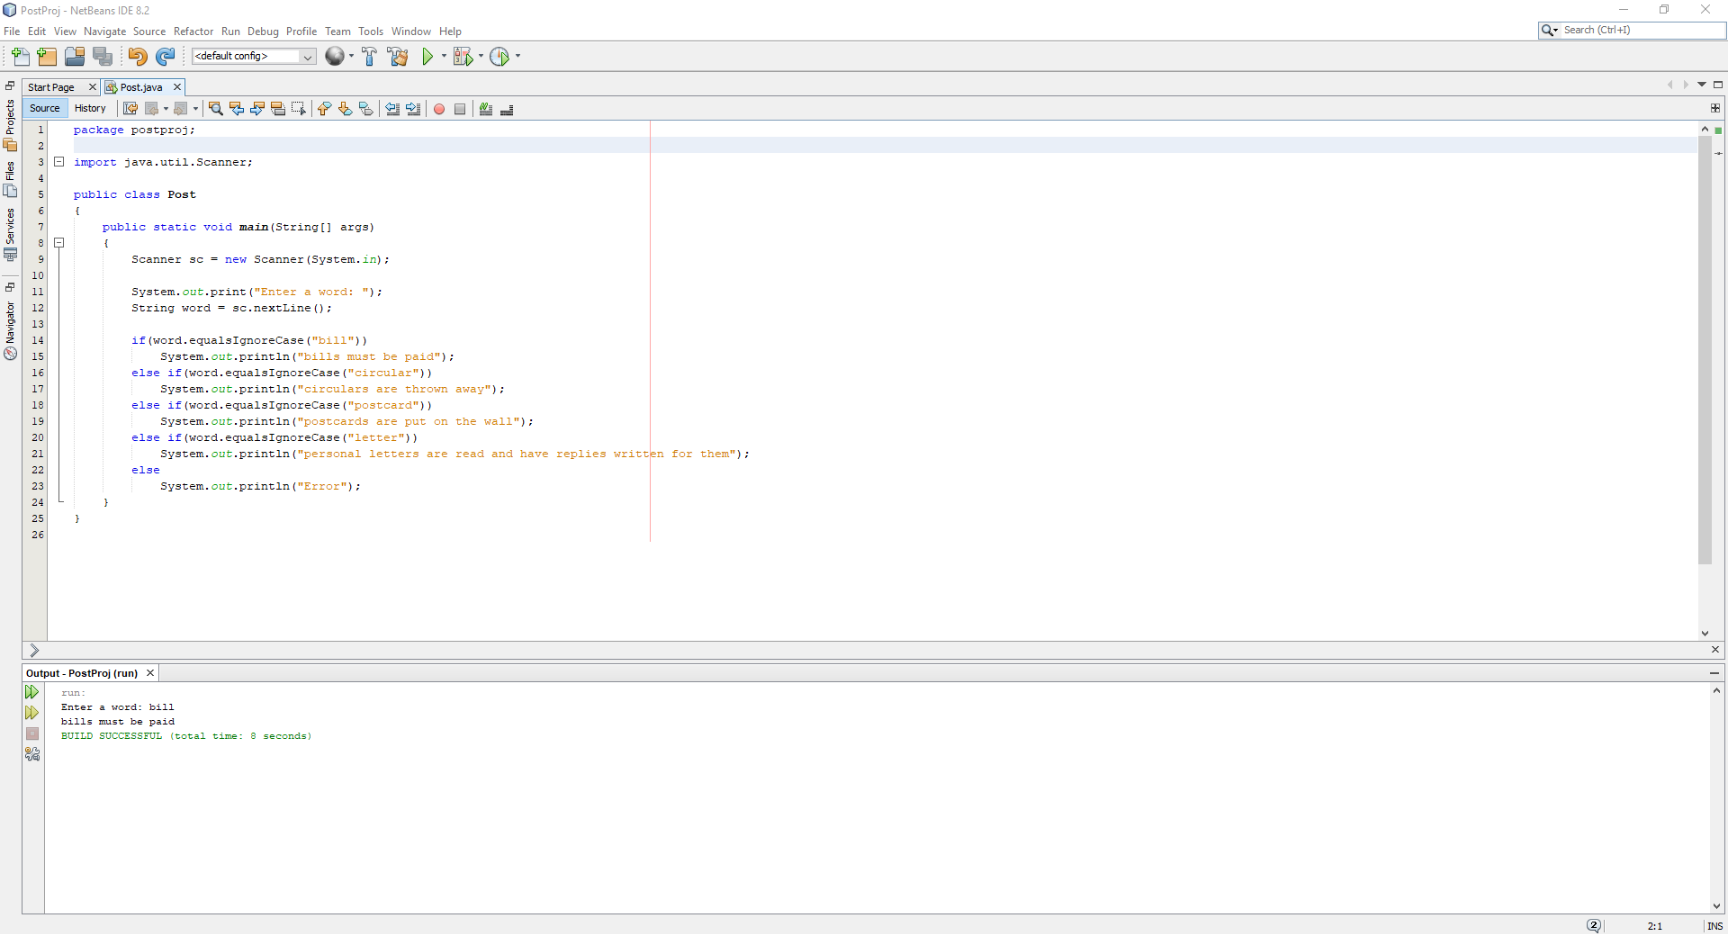 PostProj - NetBeans IDE 8.2
File Edit View Navigate Source Refactor Run Debug Profile Team Tools Window Help
Search (Ctrl+I)
<default config>
Start Page
Post.java
Source History
Projects
Files
Services
Navigator
1 package postproj;
2
3 import java.util.Scanner;
4
5 public class Post
6 {
7 public static void main(String[] args)
8 {
9 Scanner sc = new Scanner(System.in);
10
11 System.out.print("Enter a word: ");
12 String word = sc.nextLine();
13
14 if(word.equalsIgnoreCase("bill"))
15 System.out.println("bills must be paid");
16 else if(word.equalsIgnoreCase("circular"))
17 System.out.println("circulars are thrown away");
18 else if(word.equalsIgnoreCase("postcard"))
19 System.out.println("postcards are put on the wall");
20 else if(word.equalsIgnoreCase("letter"))
21 System.out.println("personal letters are read and have replies written for them");
22 else
23 System.out.println("Error");
24 }
25 }
26
Output - PostProj (run)
run:
Enter a word: bill
bills must be paid
BUILD SUCCESSFUL (total time: 8 seconds)
2 2:1 INS